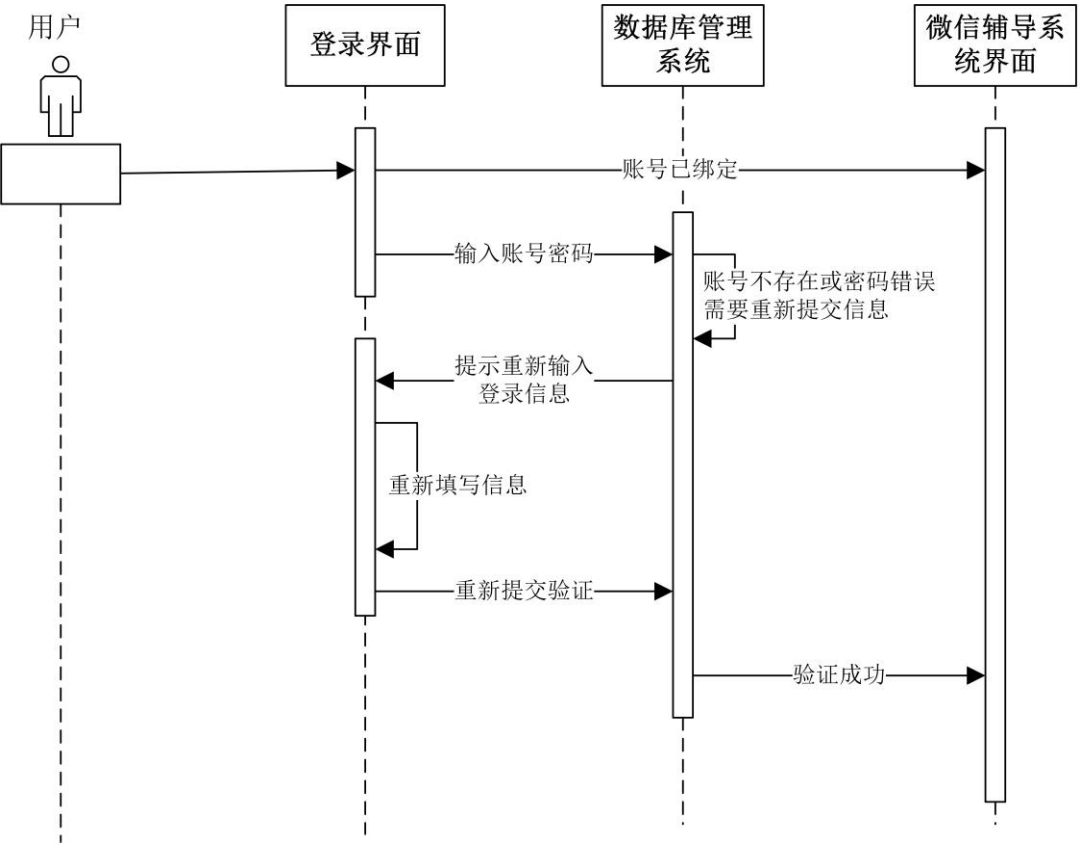 用户
登录界面
数据库管理
系统
微信辅导系
统界面
账号已绑定
输入账号密码
账号不存在或密码错误
需要重新提交信息
提示重新输入
登录信息
重新填写信息
重新提交验证
验证成功